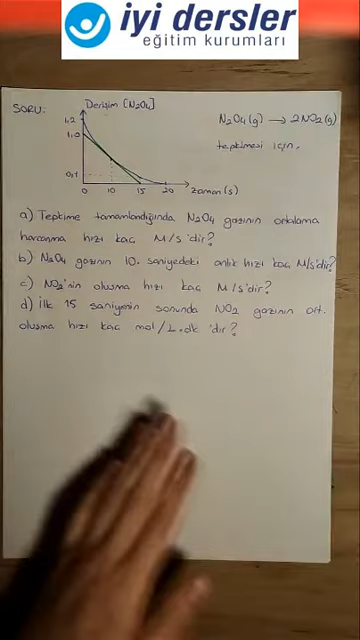 iyi dersler
eğitim kurumları
SORU:
Derişim [N₂O₄]
N₂O₄(g) → 2NO₂(g)
tepkimesi için,
1,2
1,0
0,1
0 10 15 20 zaman(s)
a) Tepkime tamamlandığında N₂O₄ gazının ortalama
harcanma hızı kaç M/s'dir?
b) N₂O₄ gazının 10. saniyedeki anlık hızı kaç M/s'dir?
c) NO₂'nin oluşma hızı kaç M/s'dir?
d) İlk 15 saniyenin sonunda NO₂ gazının ort.
oluşma hızı kaç mol/L.dk 'dır?